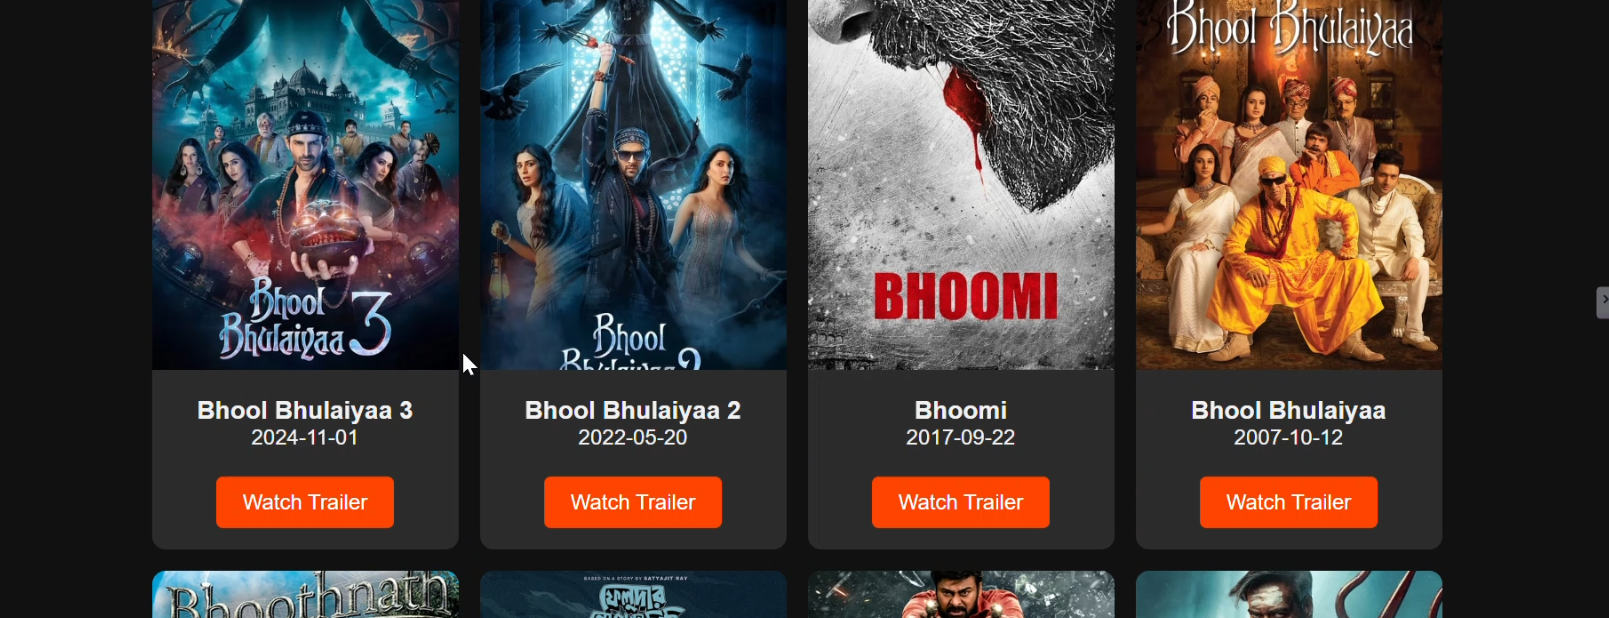 Bhool Bhulaiyaa
Bhool
Bhulaiyaa 3
Bhool
Bhulaiyaa 2
BHOOMI
Bhool Bhulaiyaa 3
2024-11-01
Watch Trailer
Bhool Bhulaiyaa 2
2022-05-20
Watch Trailer
Bhoomi
2017-09-22
Watch Trailer
Bhool Bhulaiyaa
2007-10-12
Watch Trailer
Bhoothnath
BASED ON A STORY BY SATYAJIT RAY
ফেলুদার